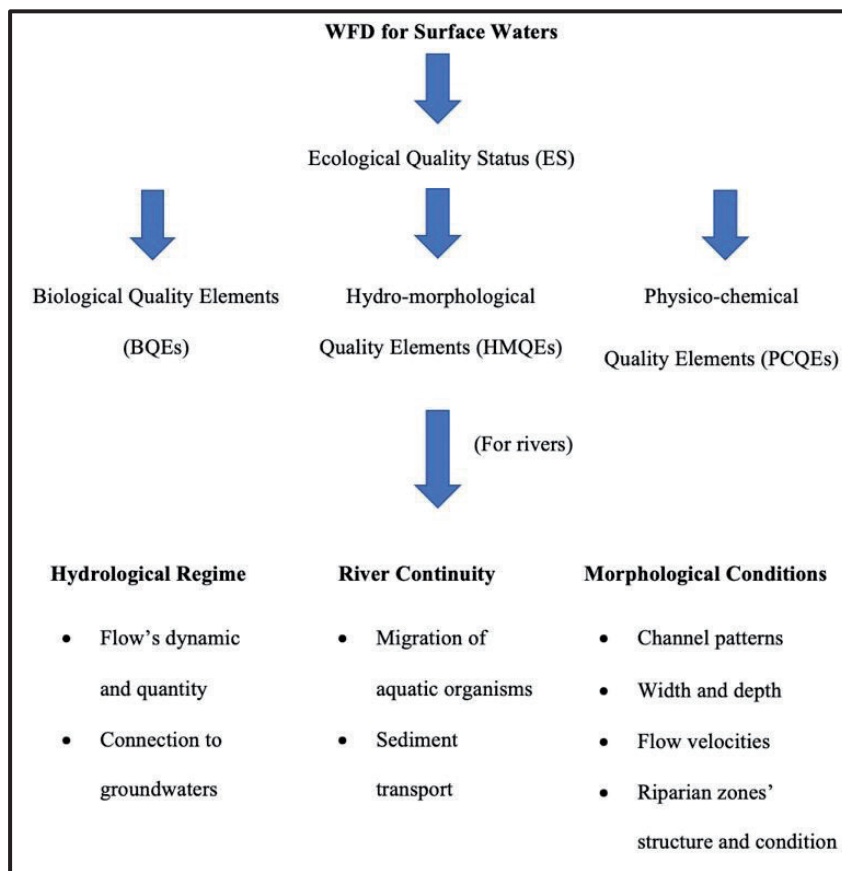 WFD for Surface Waters
Ecological Quality Status (ES)
Biological Quality Elements
(BQEs)
Hydro-morphological
Quality Elements (HMQEs)
Physico-chemical
Quality Elements (PCQEs)
(For rivers)
Hydrological Regime
• Flow’s dynamic
and quantity
• Connection to
groundwaters
River Continuity
• Migration of
aquatic organisms
• Sediment
transport
Morphological Conditions
• Channel patterns
• Width and depth
• Flow velocities
• Riparian zones’
structure and condition